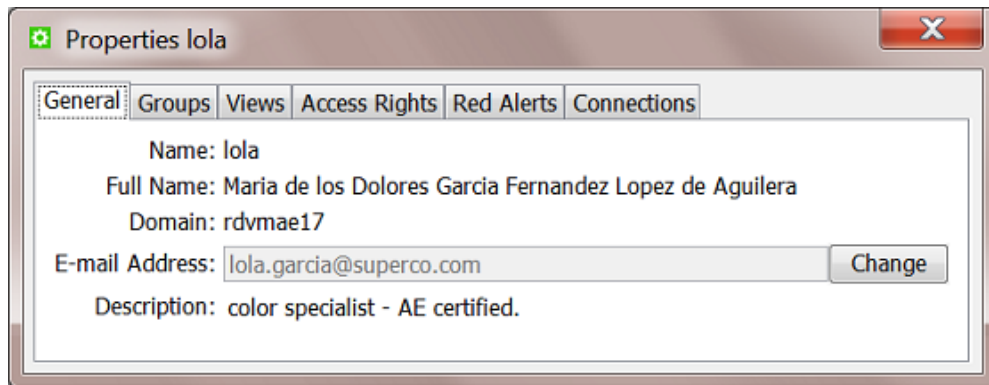 Properties lola
General Groups Views Access Rights Red Alerts Connections
Name: lola
Full Name: Maria de los Dolores Garcia Fernandez Lopez de Aguilera
Domain: rdvmae17
E-mail Address: lola.garcia@superco.com Change
Description: color specialist - AE certified.